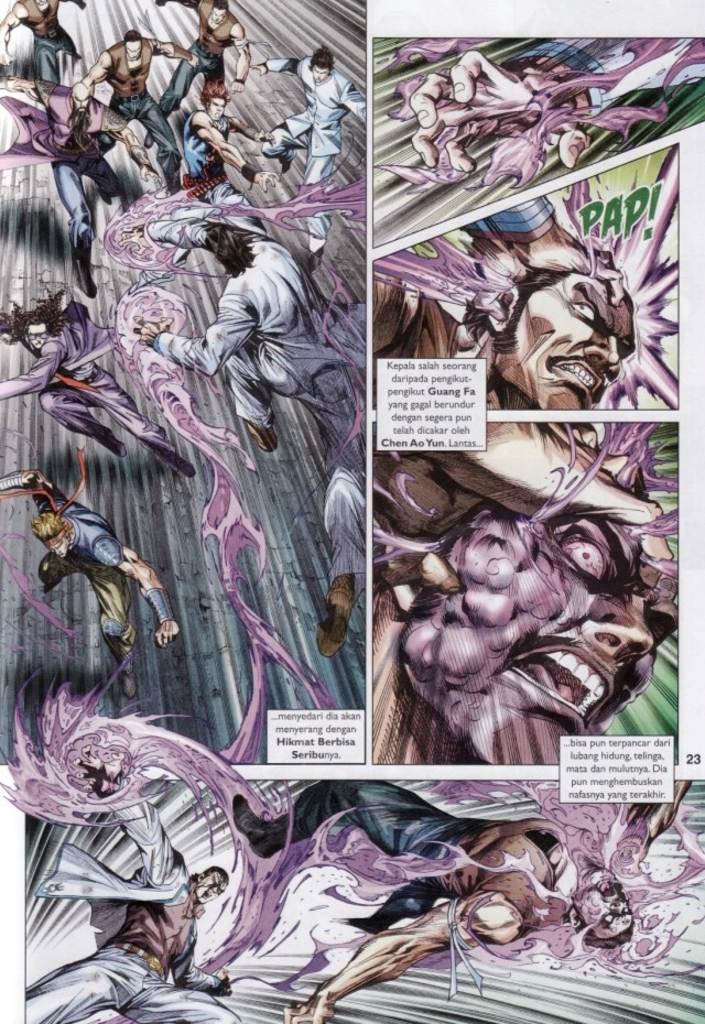 ...menyedari dia akan
menyerang dengan
Hikmat Berbisa
Seribunya.
PAP!
Kepala salah seorang
daripada pengikut-
pengikut Guang Fa
yang gagal berundur
dengan segera pun
telah dicakar oleh
Chen Ao Yun. Lantas...
...bisa pun terpancar dari
lubang hidung, telinga,
mata dan mulutnya. Dia
pun menghembuskan
nafasnya yang terakhir.
23